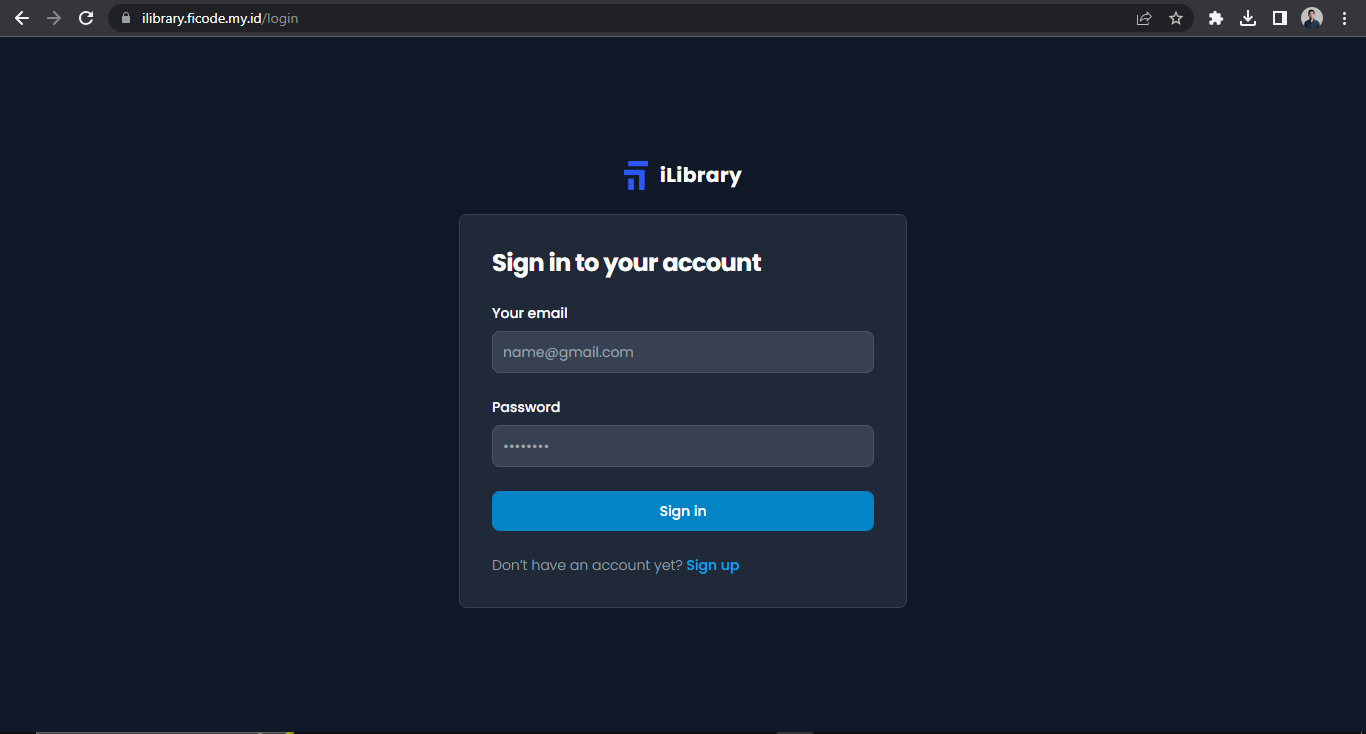 ilibrary.ficode.my.id/login
iLibrary
Sign in to your account
Your email
name@gmail.com
Password
••••••••
Sign in
Don't have an account yet? Sign up